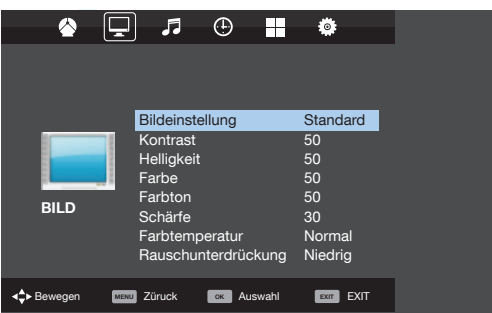 Bildeinstellung Standard
Kontrast 50
Helligkeit 50
Farbe 50
Farbton 50
BILD
Schärfe 30
Farbtemperatur Normal
Rauschunterdrückung Niedrig
Bewegen MENU Züruck OK Auswahl EXIT EXIT